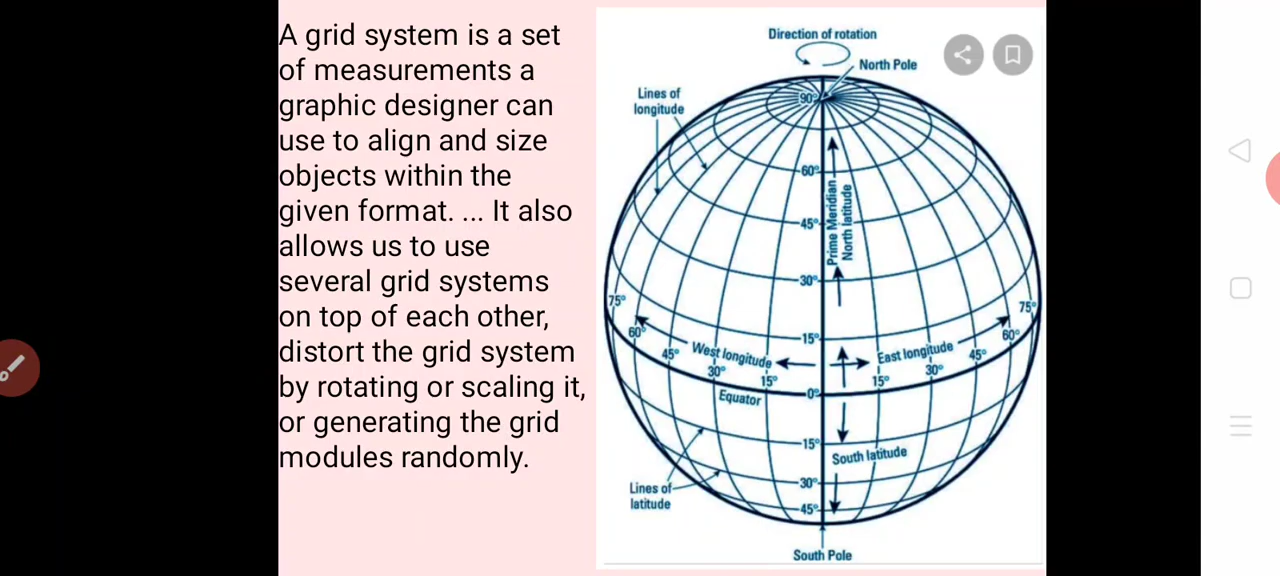 A grid system is a set
of measurements a
graphic designer can
use to align and size
objects within the
given format. ... It also
allows us to use
several grid systems
on top of each other,
distort the grid system
by rotating or scaling it,
or generating the grid
modules randomly.
Direction of rotation
North Pole
Lines of
longitude
90°
60°
45°
30°
15°
0°
15°
30°
45°
Prime Meridian
North latitude
75°
60°
45°
30°
15°
West longitude
East longitude
15°
30°
45°
60°
75°
Equator
South latitude
Lines of
latitude
South Pole